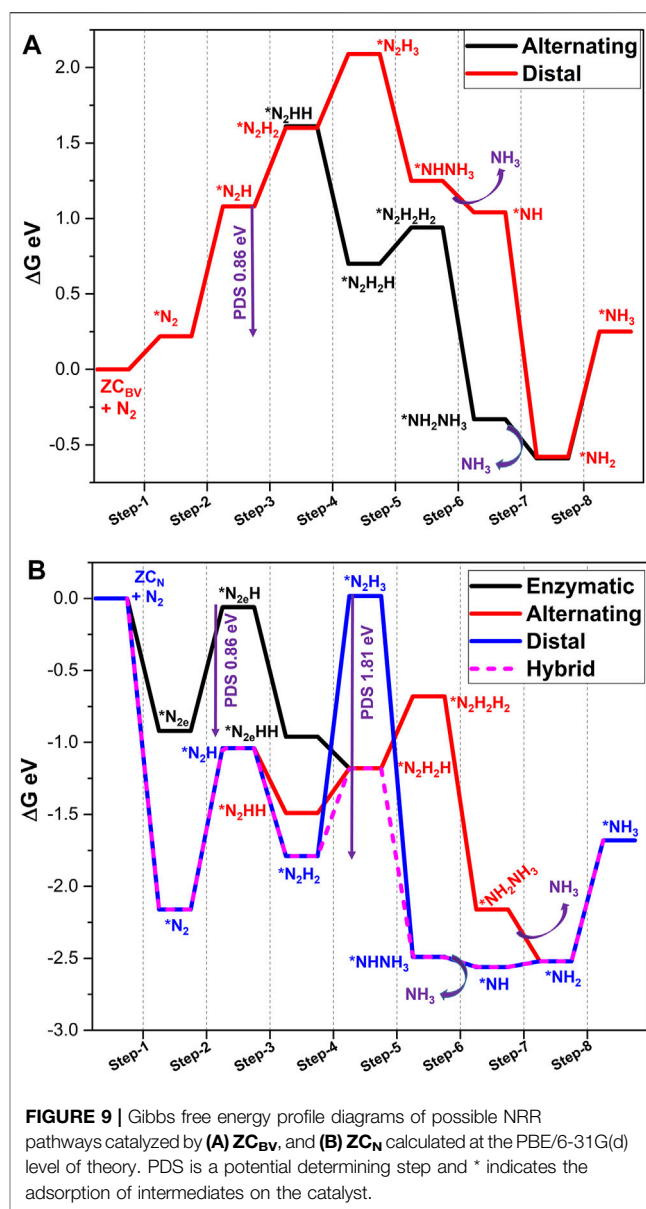 A
Alternating
Distal
ΔG eV
2.0
1.5
1.0
0.5
0.0
-0.5
ZC_BV
+ N₂
*N₂
*N₂H
PDS 0.86 eV
*N₂H₂
*N₂HH
*N₂H₃
*N₂H₂H
*N₂H₂H₂
*NHNH₃
NH₃
*NH
*NH₂NH₃
NH₃
*NH₂
*NH₃
Step-1
Step-2
Step-3
Step-4
Step-5
Step-6
Step-7
Step-8
B
Enzymatic
Alternating
Distal
Hybrid
ΔG eV
0.0
-0.5
-1.0
-1.5
-2.0
-2.5
-3.0
ZC_N
+ N₂
*N₂ₑ
*N₂
*N₂ₑH
PDS 0.86 eV
*N₂H
*N₂ₑHH
*N₂HH
*N₂H₂
*N₂H₃
PDS 1.81 eV
*N₂H₂H
*N₂H₂H₂
*NHNH₃
NH₃
*NH
*NH₂NH₃
NH₃
*NH₂
*NH₃
Step-1
Step-2
Step-3
Step-4
Step-5
Step-6
Step-7
Step-8
FIGURE 9 | Gibbs free energy profile diagrams of possible NRR
pathways catalyzed by (A) ZC_BV, and (B) ZC_N calculated at the PBE/6-31G(d)
level of theory. PDS is a potential determining step and * indicates the
adsorption of intermediates on the catalyst.